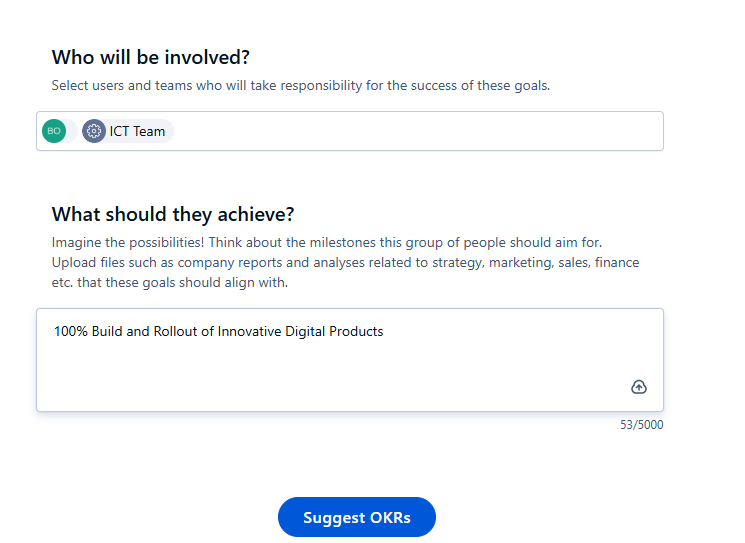 Who will be involved?
Select users and teams who will take responsibility for the success of these goals.
BO ICT Team
What should they achieve?
Imagine the possibilities! Think about the milestones this group of people should aim for.
Upload files such as company reports and analyses related to strategy, marketing, sales, finance
etc. that these goals should align with.
100% Build and Rollout of Innovative Digital Products
53/5000
Suggest OKRs